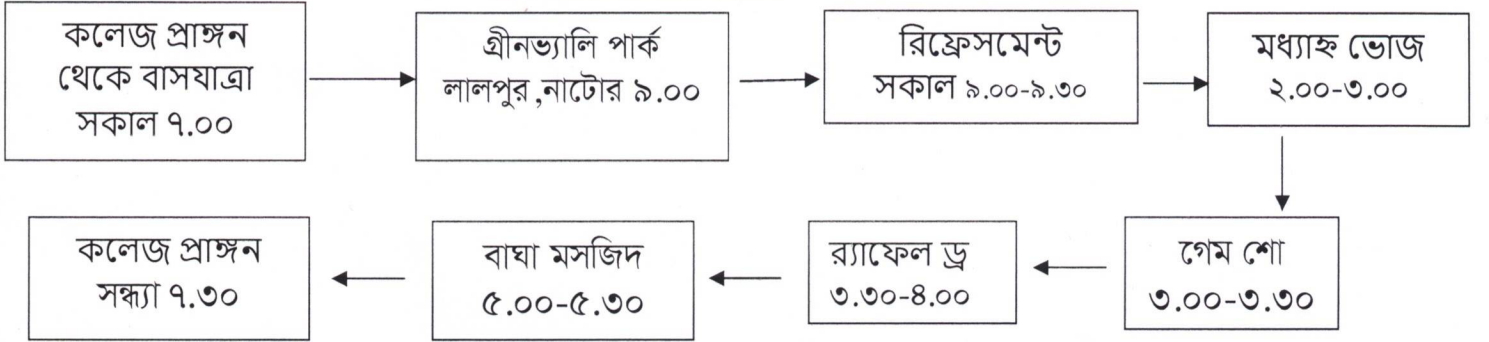 কলেজ প্রাঙ্গন
থেকে বাসযাত্রা
সকাল ৭.০০
গ্রীনভ্যালি পার্ক
লালপুর,নাটোর ৯.০০
রিফ্রেসমেন্ট
সকাল ৯.০০-৯.৩০
মধ্যাহ্ন ভোজ
২.০০-৩.০০
গেম শো
৩.০০-৩.৩০
র‍্যাফেল ড্র
৩.৩০-৪.০০
বাঘা মসজিদ
৫.০০-৫.৩০
কলেজ প্রাঙ্গন
সন্ধ্যা ৭.৩০